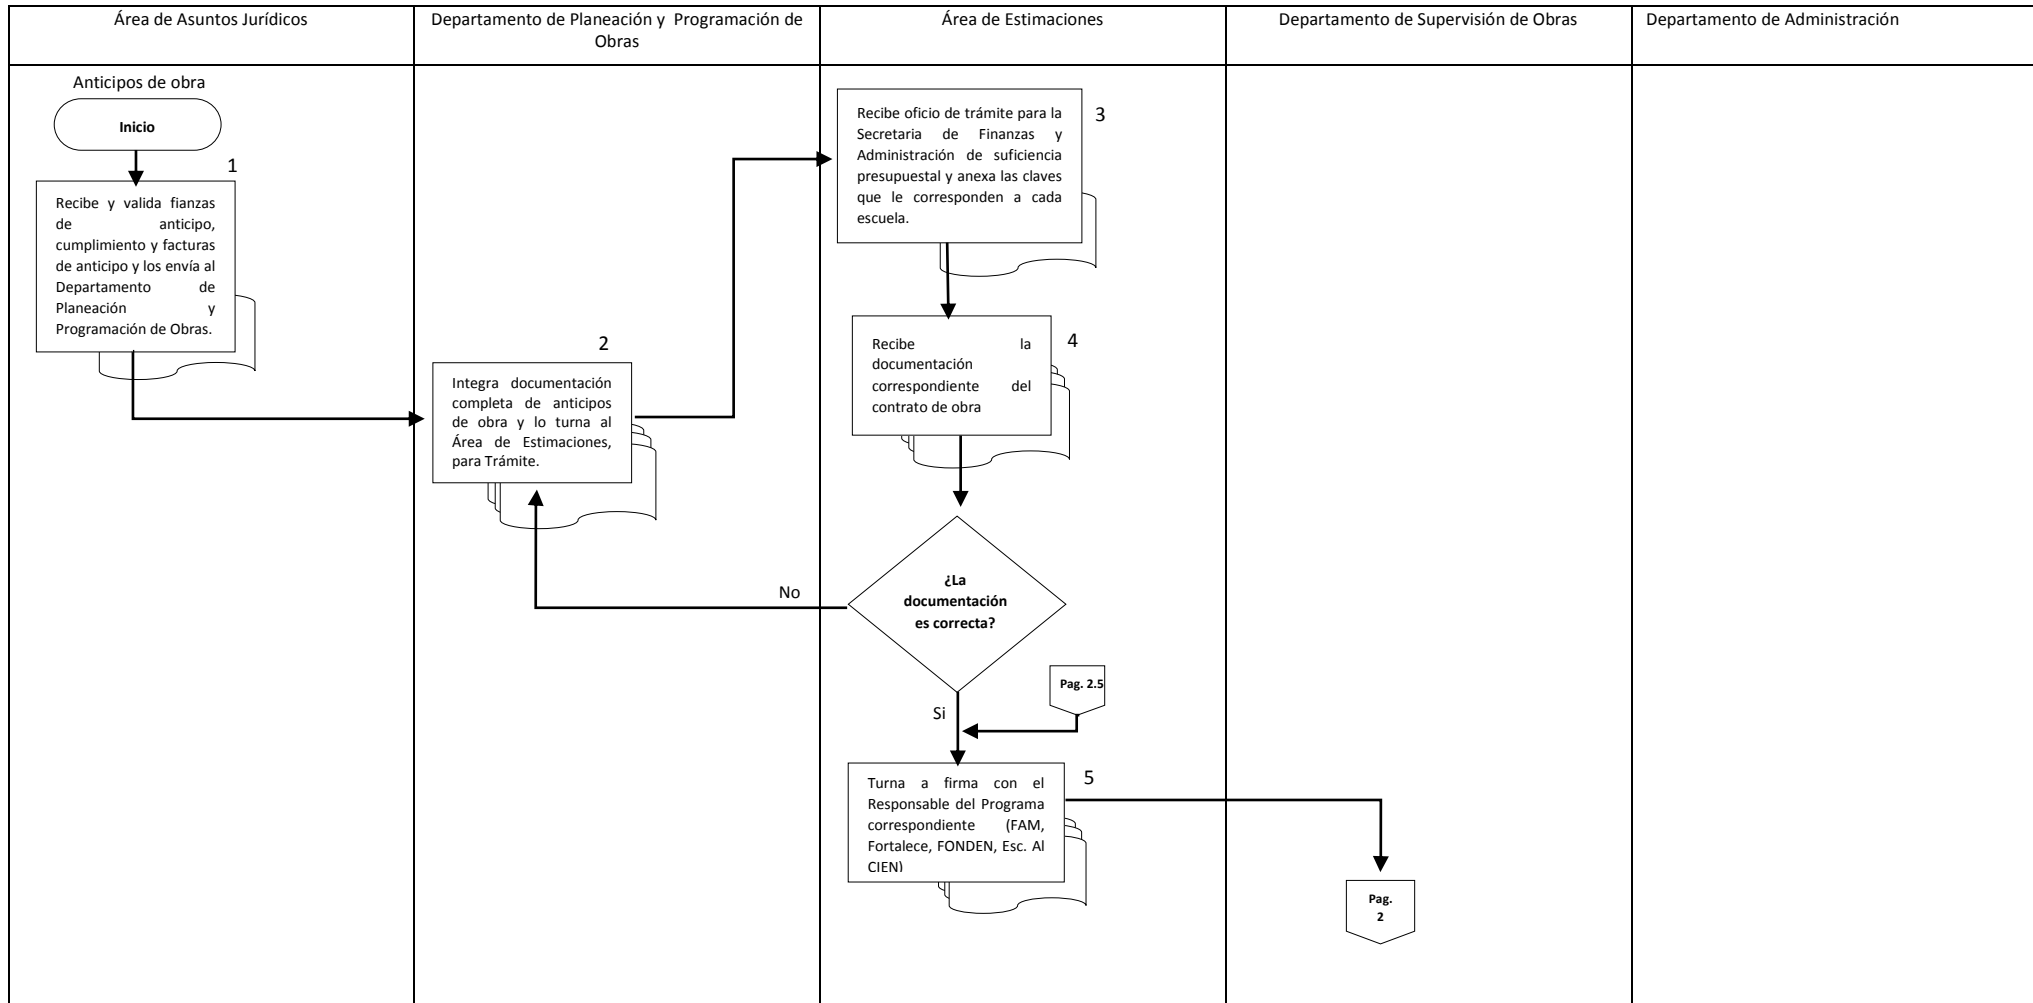 Área de Asuntos Jurídicos
Departamento de Planeación y Programación de
Obras
Área de Estimaciones
Departamento de Supervisión de Obras
Departamento de Administración
Anticipos de obra
Inicio
1
Recibe y valida fianzas
de anticipo,
cumplimiento y facturas
de anticipo y los envía al
Departamento de
Planeación y
Programación de Obras.
2
Integra documentación
completa de anticipos
de obra y lo turna al
Área de Estimaciones,
para Trámite.
3
Recibe oficio de trámite para la
Secretaria de Finanzas y
Administración de suficiencia
presupuestal y anexa las claves
que le corresponden a cada
escuela.
4
Recibe la
documentación
correspondiente del
contrato de obra
¿La
documentación
es correcta?
No
Si
Pag. 2.5
5
Turna a firma con el
Responsable del Programa
correspondiente (FAM,
Fortalece, FONDEN, Esc. Al
CIEN)
Pag.
2